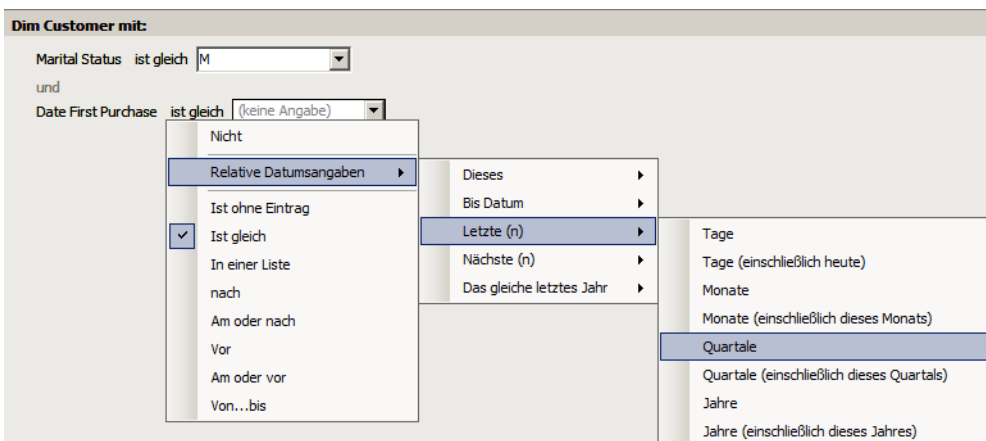 Dim Customer mit:
Marital Status ist gleich M
und
Date First Purchase ist gleich (keine Angabe)
Nicht
Relative Datumsangaben
Ist ohne Eintrag
Ist gleich
In einer Liste
nach
Am oder nach
Vor
Am oder vor
Von...bis
Dieses
Bis Datum
Letzte (n)
Nächste (n)
Das gleiche letztes Jahr
Tage
Tage (einschließlich heute)
Monate
Monate (einschließlich dieses Monats)
Quartale
Quartale (einschließlich dieses Quartals)
Jahre
Jahre (einschließlich dieses Jahres)